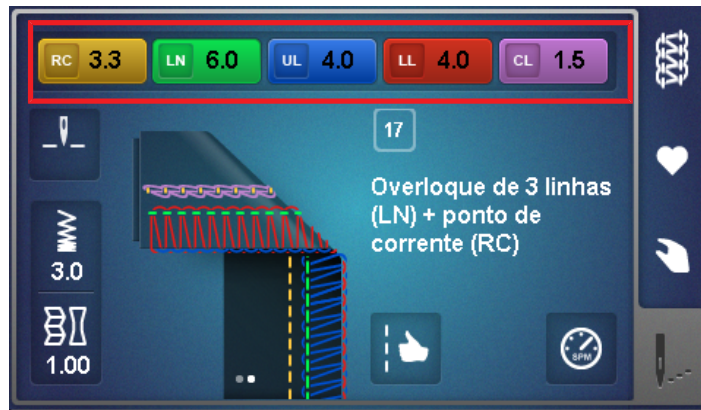 RC 3.3 LN 6.0 UL 4.0 LL 4.0 CL 1.5
17
Overloque de 3 linhas
(LN) + ponto de
corrente (RC)
3.0
1.00
SPM